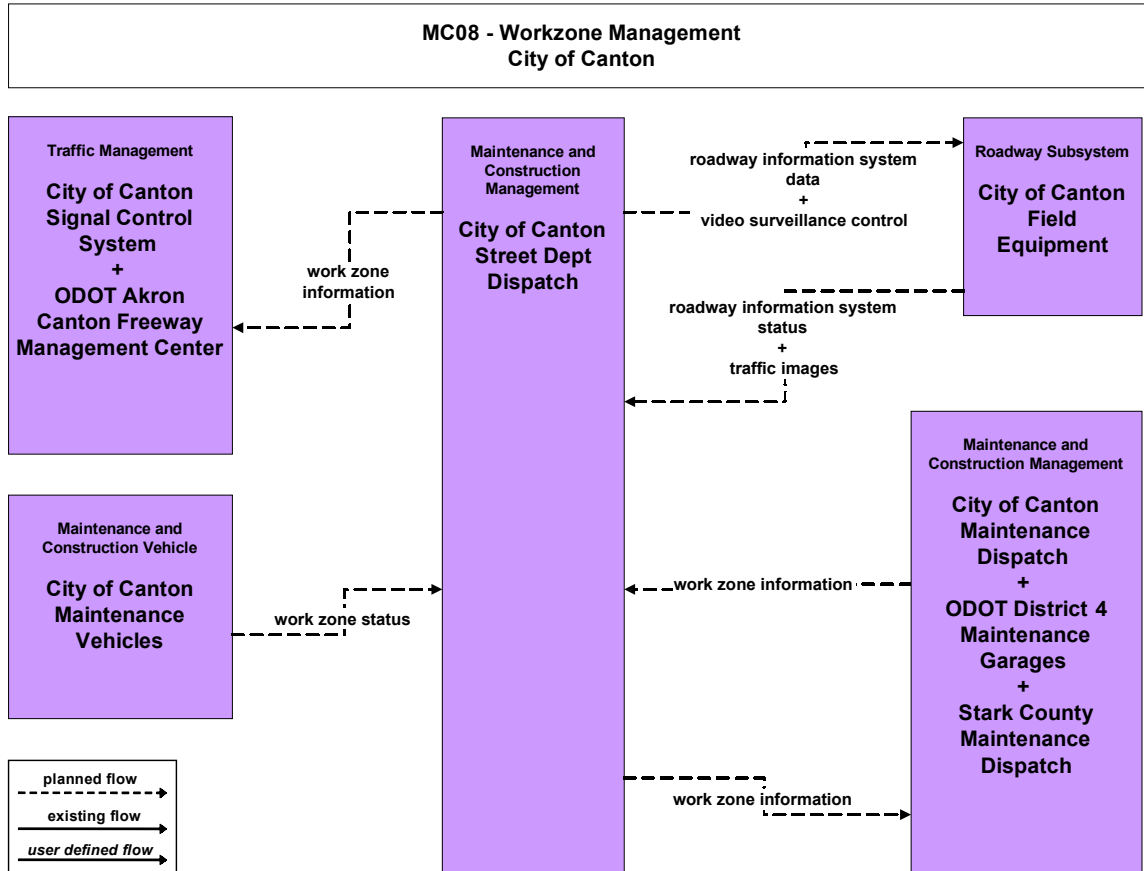 MC08 - Workzone Management
City of Canton
Traffic Management
City of Canton
Signal Control
System
+
ODOT Akron
Canton Freeway
Management Center
work zone
information
Maintenance and
Construction
Management
City of Canton
Street Dept
Dispatch
roadway information system
data
+
video surveillance control
Roadway Subsystem
City of Canton
Field
Equipment
roadway information system
status
+
traffic images
Maintenance and
Construction Vehicle
City of Canton
Maintenance
Vehicles
work zone status
Maintenance and
Construction Management
City of Canton
Maintenance
Dispatch
+
ODOT District 4
Maintenance
Garages
+
Stark County
Maintenance
Dispatch
work zone information
work zone information
planned flow
existing flow
user defined flow